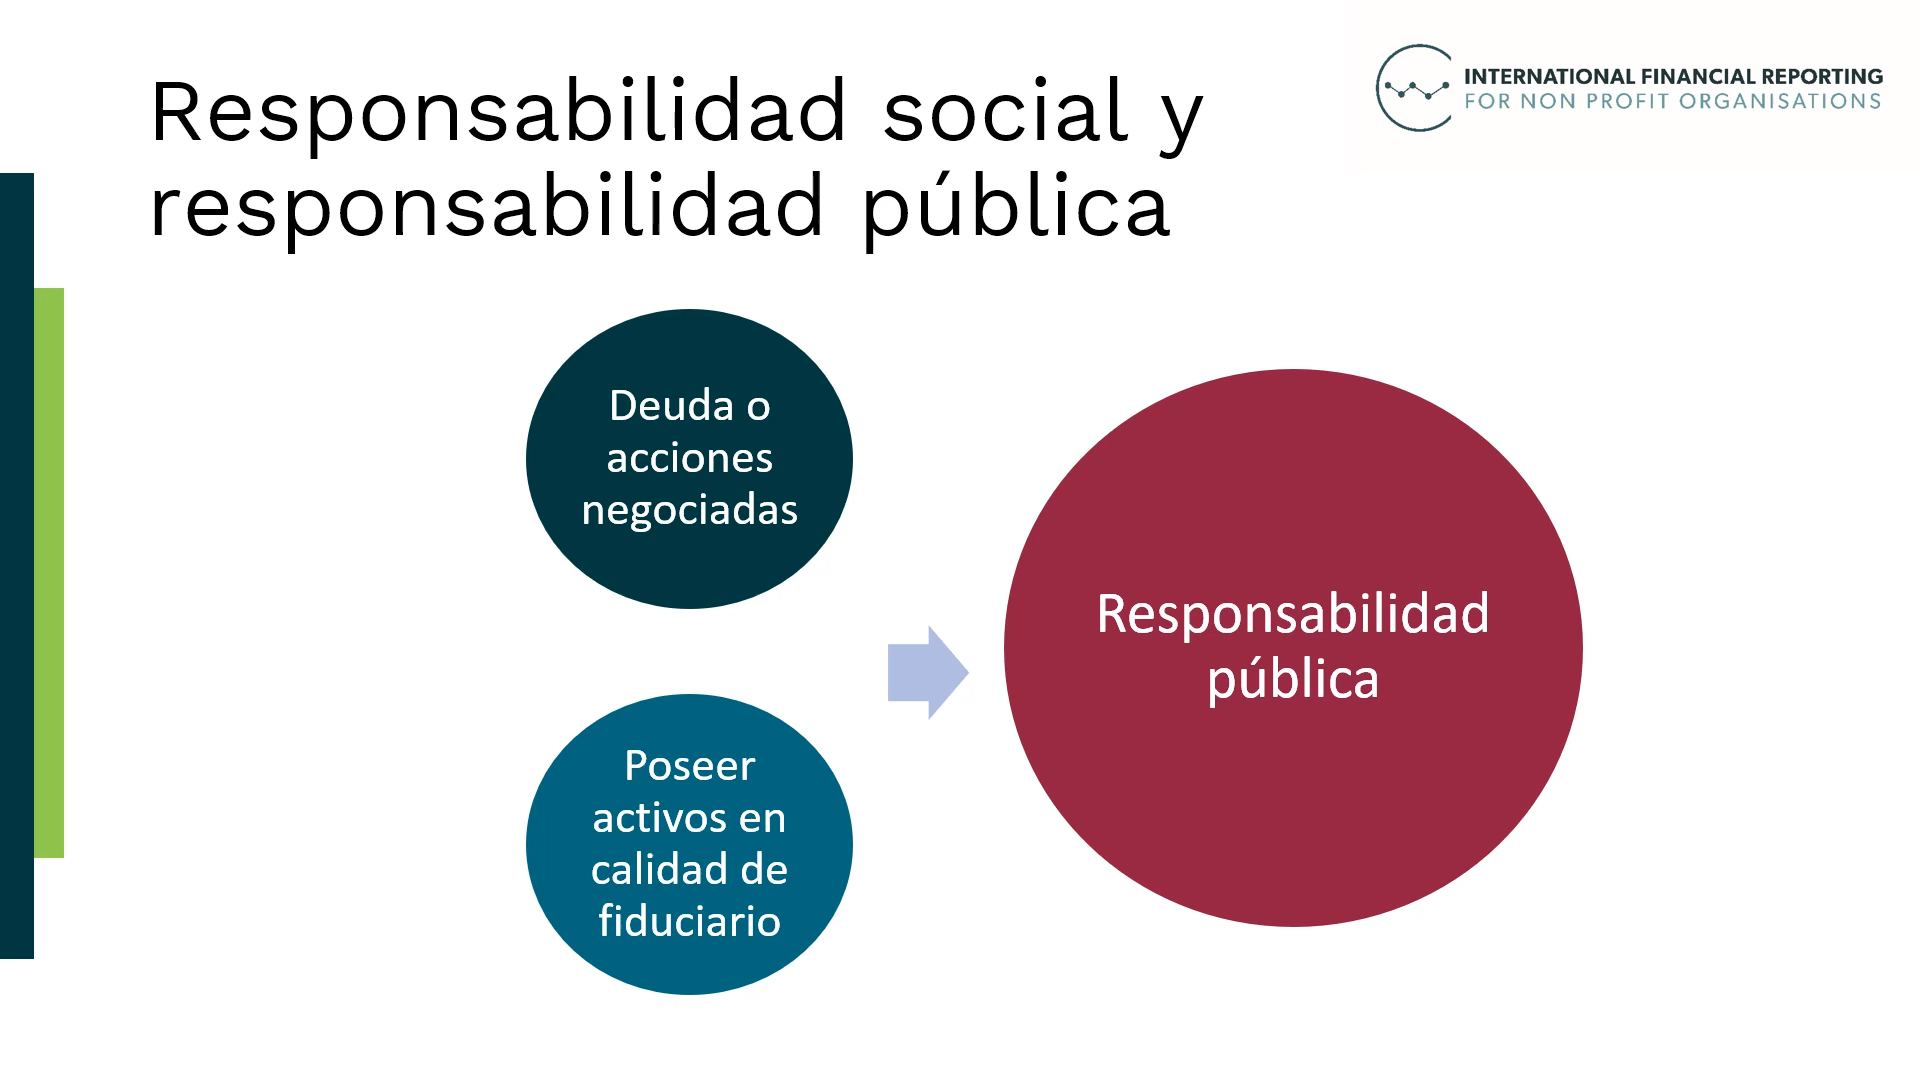 Responsabilidad social y
responsabilidad pública
INTERNATIONAL FINANCIAL REPORTING
FOR NON PROFIT ORGANISATIONS
Deuda o
acciones
negociadas
Poseer
activos en
calidad de
fiduciario
Responsabilidad
pública